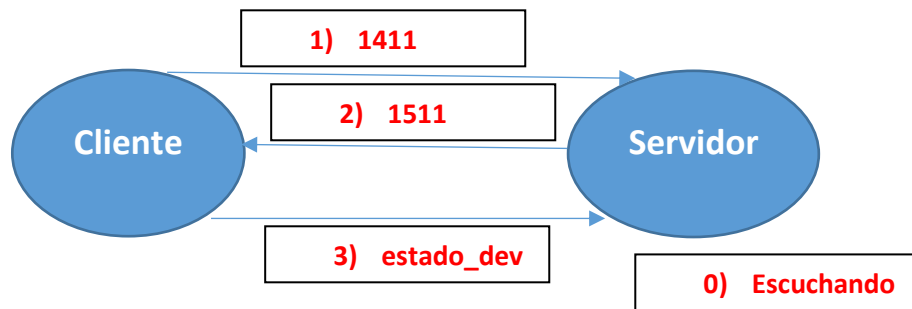 1) 1411
2) 1511
Cliente
Servidor
3) estado_dev
0) Escuchando